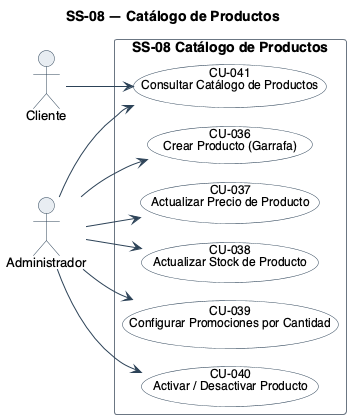 SS-08 — Catálogo de Productos
SS-08 Catálogo de Productos
CU-041
Consultar Catálogo de Productos
Cliente
CU-036
Crear Producto (Garrafa)
CU-037
Actualizar Precio de Producto
Administrador
CU-038
Actualizar Stock de Producto
CU-039
Configurar Promociones por Cantidad
CU-040
Activar / Desactivar Producto